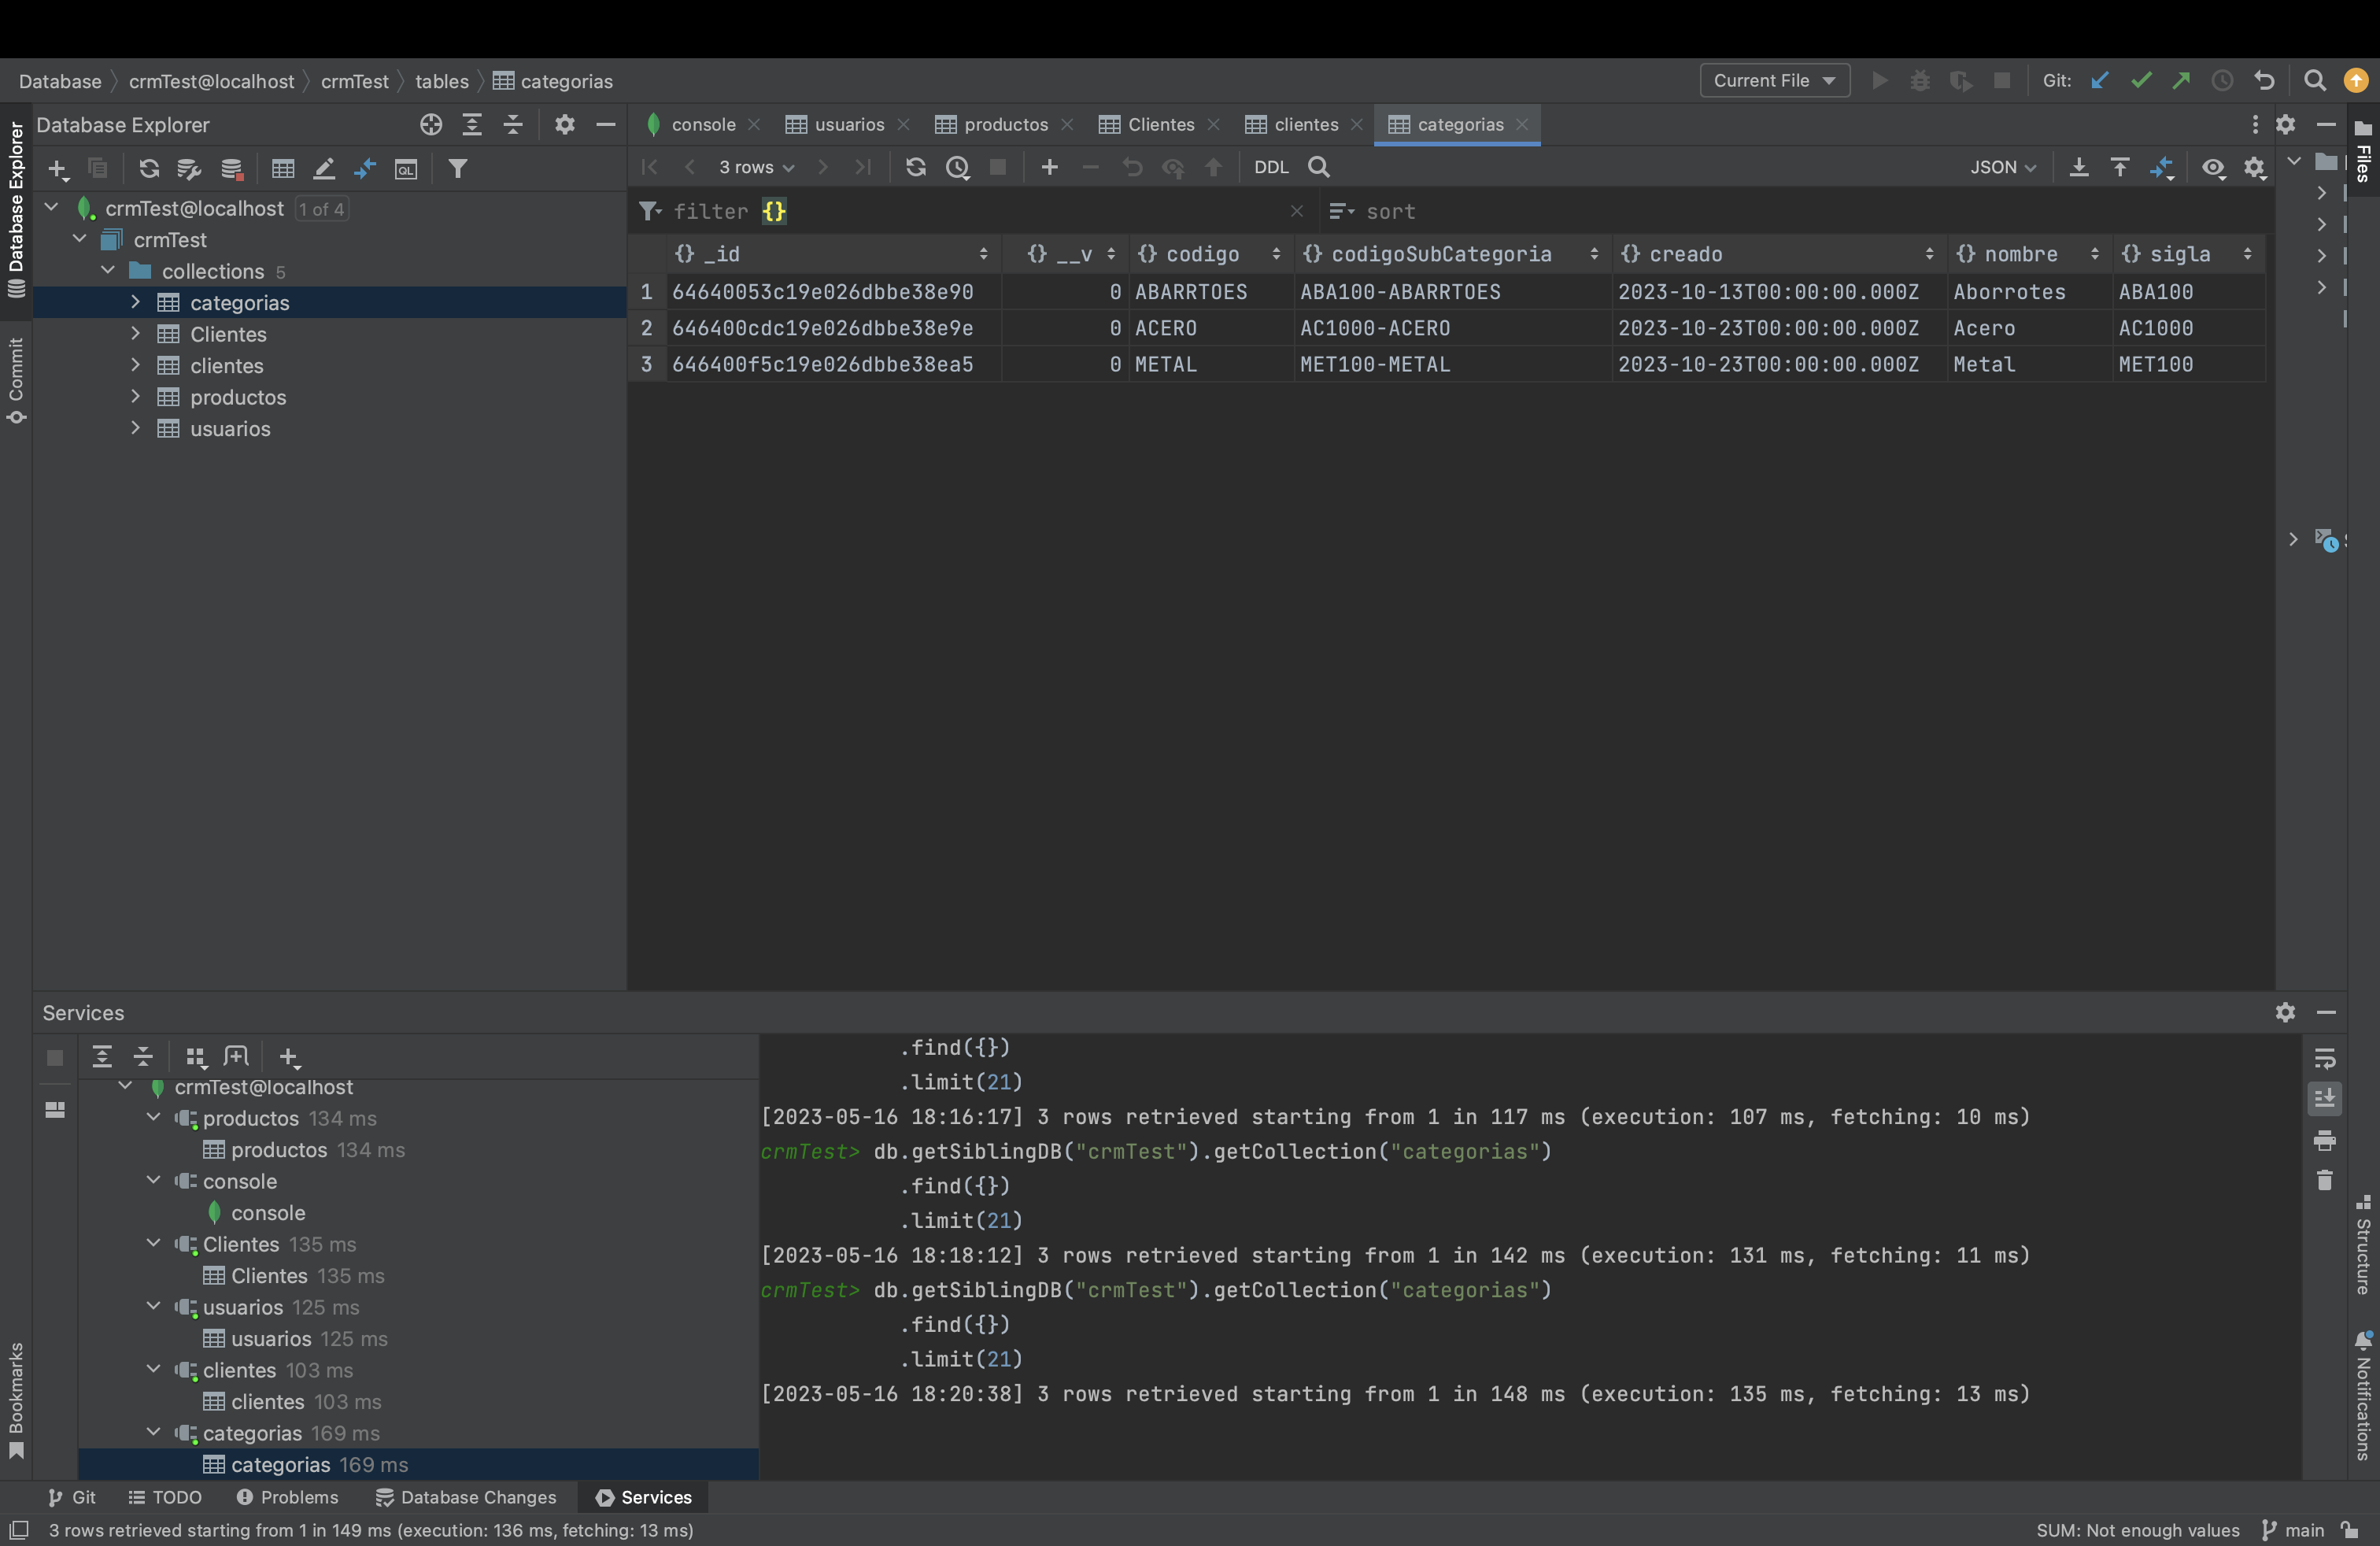 Database crmTest@localhost crmTest tables categorias
Current File Git:
Database Explorer
console usuarios productos Clientes clientes categorias
3 rows DDL JSON
filter {} sort
crmTest@localhost 1 of 4
crmTest
collections 5
categorias
Clientes
clientes
productos
usuarios
_id __v codigo codigoSubCategoria creado nombre sigla
1 64640053c19e026dbbe38e90 0 ABARRTOES ABA100-ABARRTOES 2023-10-13T00:00:00.000Z Aborrotes ABA100
2 646400cdc19e026dbbe38e9e 0 ACERO AC1000-ACERO 2023-10-23T00:00:00.000Z Acero AC1000
3 646400f5c19e026dbbe38ea5 0 METAL MET100-METAL 2023-10-23T00:00:00.000Z Metal MET100
Database Explorer
Commit
Bookmarks
Files
Structure
Notifications
Services
crmTest@localhost
productos 134 ms
productos 134 ms
console
console
Clientes 135 ms
Clientes 135 ms
usuarios 125 ms
usuarios 125 ms
clientes 103 ms
clientes 103 ms
categorias 169 ms
categorias 169 ms
.find({})
.limit(21)
[2023-05-16 18:16:17] 3 rows retrieved starting from 1 in 117 ms (execution: 107 ms, fetching: 10 ms)
crmTest> db.getSiblingDB("crmTest").getCollection("categorias")
.find({})
.limit(21)
[2023-05-16 18:18:12] 3 rows retrieved starting from 1 in 142 ms (execution: 131 ms, fetching: 11 ms)
crmTest> db.getSiblingDB("crmTest").getCollection("categorias")
.find({})
.limit(21)
[2023-05-16 18:20:38] 3 rows retrieved starting from 1 in 148 ms (execution: 135 ms, fetching: 13 ms)
Git TODO Problems Database Changes Services
3 rows retrieved starting from 1 in 149 ms (execution: 136 ms, fetching: 13 ms) SUM: Not enough values main